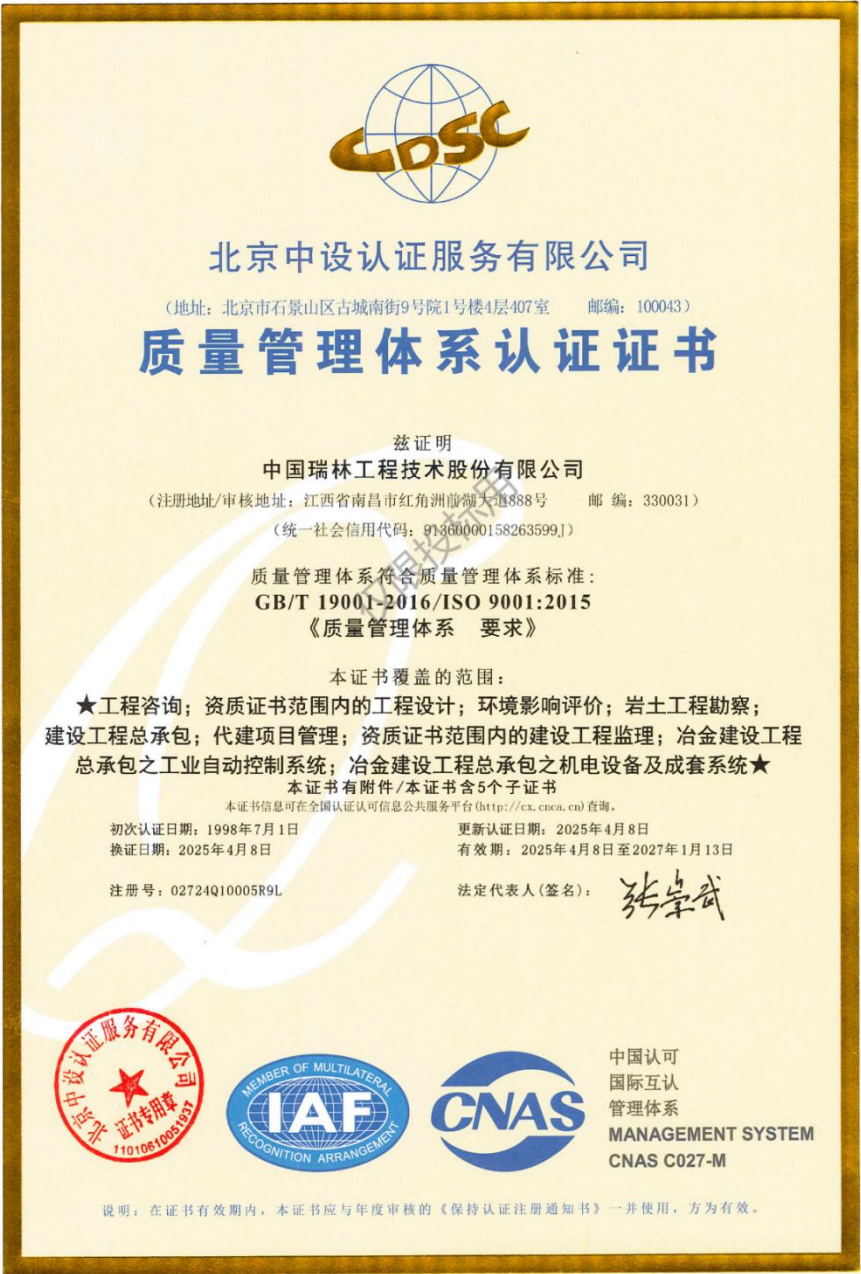 CDSC
北京中设认证服务有限公司
（地址：北京市石景山区古城南街9号院1号楼4层407室 邮编：100043）
质量管理体系认证证书
兹证明
中国瑞林工程技术股份有限公司
（注册地址/审核地址：江西省南昌市红角洲前湖大道888号 邮 编：330031）
（统一社会信用代码：91360000158263599J）
仅限投标用
质量管理体系符合质量管理体系标准：
GB/T 19001-2016/ISO 9001:2015
《质量管理体系 要求》
本证书覆盖的范围：
★工程咨询；资质证书范围内的工程设计；环境影响评价；岩土工程勘察；
建设工程总承包；代建项目管理；资质证书范围内的建设工程监理；冶金建设工程
总承包之工业自动控制系统；冶金建设工程总承包之机电设备及成套系统★
本证书有附件/本证书含5个子证书
本证书信息可在全国认证认可信息公共服务平台(http://cx.cnca.cn)查询。
初次认证日期：1998年7月1日 更新认证日期：2025年4月8日
换证日期：2025年4月8日 有效期：2025年4月8日至2027年1月13日
注册号：02724Q10005R9L 法定代表人(签名)：张崇武
北京中设认证服务有限公司
证书专用章
11010610051937
MEMBER OF MULTILATERAL
IAF
RECOGNITION ARRANGEMENT
CNAS
中国认可
国际互认
管理体系
MANAGEMENT SYSTEM
CNAS C027-M
说明：在证书有效期内，本证书应与年度审核的《保持认证注册通知书》一并使用，方为有效。